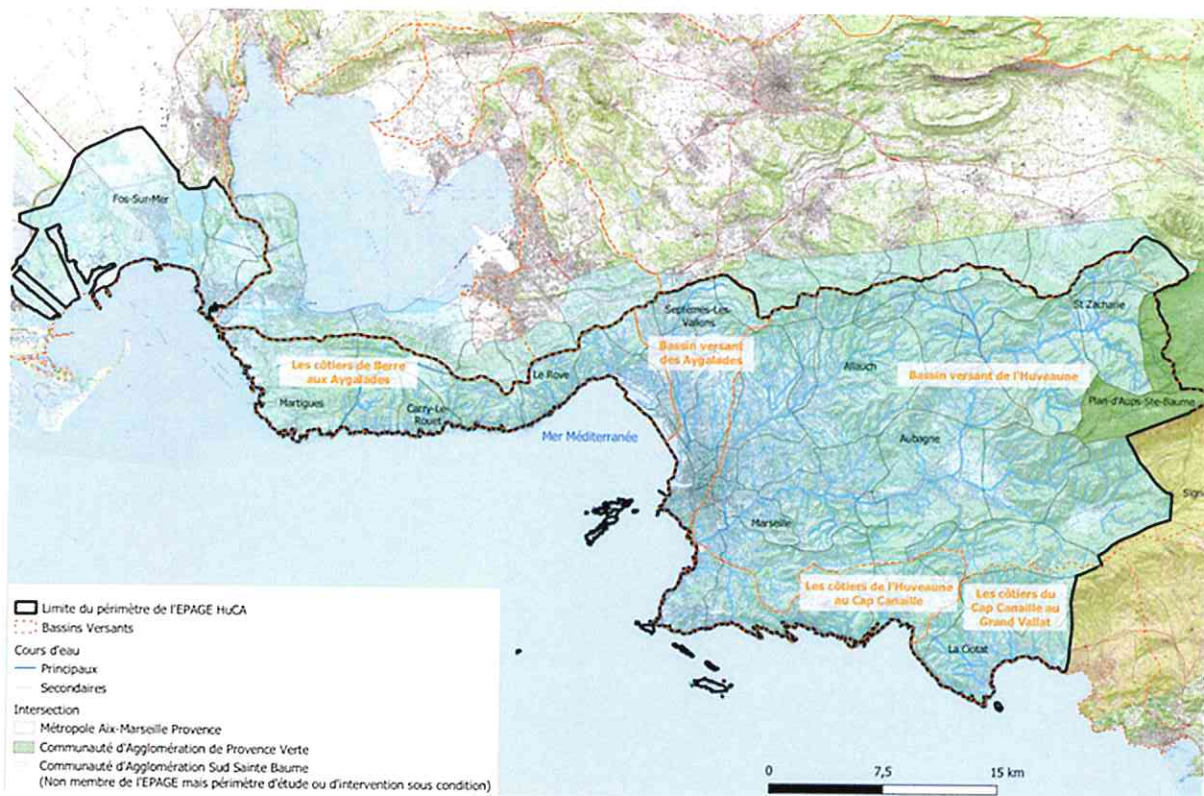 Fos-Sur-Mer
Septèmes-Les-
Vallons
St Zacharie
Bassin versant
des Aygalades
Les côtiers de Berre
aux Aygalades
Le Rove
Allauch
Bassin versant de l'Huveaune
Martigues
Carry-Le-
Rouet
Plan-d'Aups-Ste-Baume
Mer Méditerranée
Aubagne
Marseille
Les côtiers de l'Huveaune
au Cap Canaille
Les côtiers du
Cap Canaille au
Grand Vallat
La Ciotat
Limite du périmètre de l'EPAGE HuCA
Bassins Versants
Cours d'eau
Principaux
Secondaires
Intersection
Métropole Aix-Marseille Provence
Communauté d'Agglomération de Provence Verte
Communauté d'Agglomération Sud Sainte Baume
(Non membre de l'EPAGE mais périmètre d'étude ou d'intervention sous condition)
0 7,5 15 km